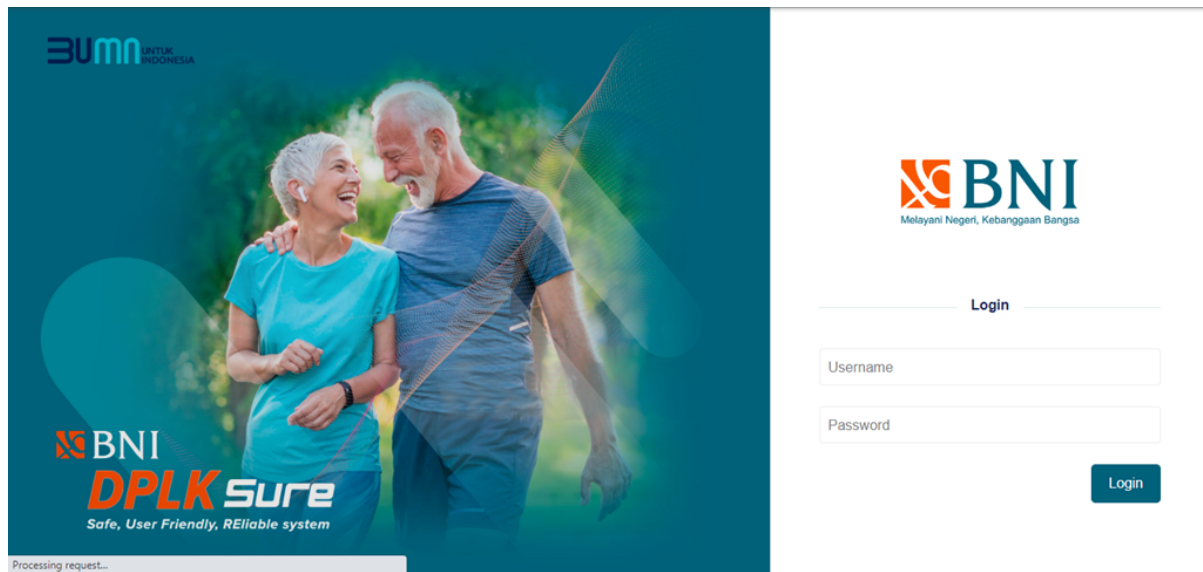 BUMN UNTUK
INDONESIA
BNI
DPLK Sure
Safe, User Friendly, REliable system
Processing request...
BNI
Melayani Negeri, Kebanggaan Bangsa
Login
Username
Password
Login